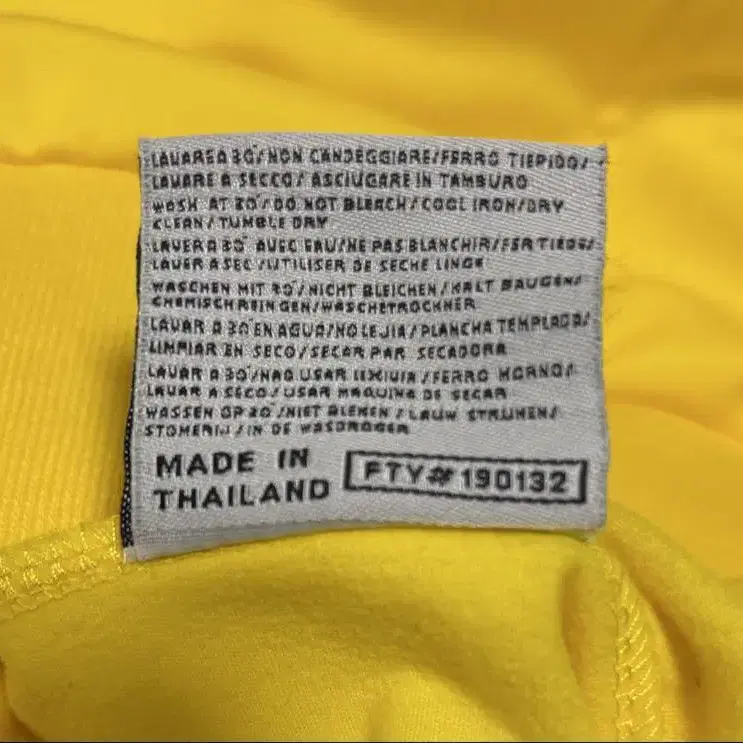 LAVARE A 30°/NON CANDEGGIARE/FERRO TIEPIDO/
LAVARE A SECCO/ ASCIUGARE IN TAMBURO
WASH AT 30°/DO NOT BLEACH/COOL IRON/DRY
CLEAN/TUMBLE DRY
LAVER A 30° AVEC EAU/NE PAS BLANCHIR/FER TIEDE/
LAVER A SEC /UTILISER DE SECHE LINGE
WASCHEN MIT 30°/NICHT BLEICHEN/KALT BAUGEN/
CHEMISCH REINGEN/WASCHETROCKNER
LAVAR A 30° EN AGUA/NO LEJIA/PLANCHA TEMPLADA/
LIMPIAR EN SECO/SECAR PAR SECADORA
LAVAR A 30°/NAO USAR LIXIVIA/FERRO MORNO/
LAVAR A SECO/USAR MAQUINA DE SECAR
WASSEN OP 30°/NIET BLEKEN/LAUW STRIJKEN/
STOMERIJ/IN DE WASDROGER
MADE IN
THAILAND
FTY# 190132